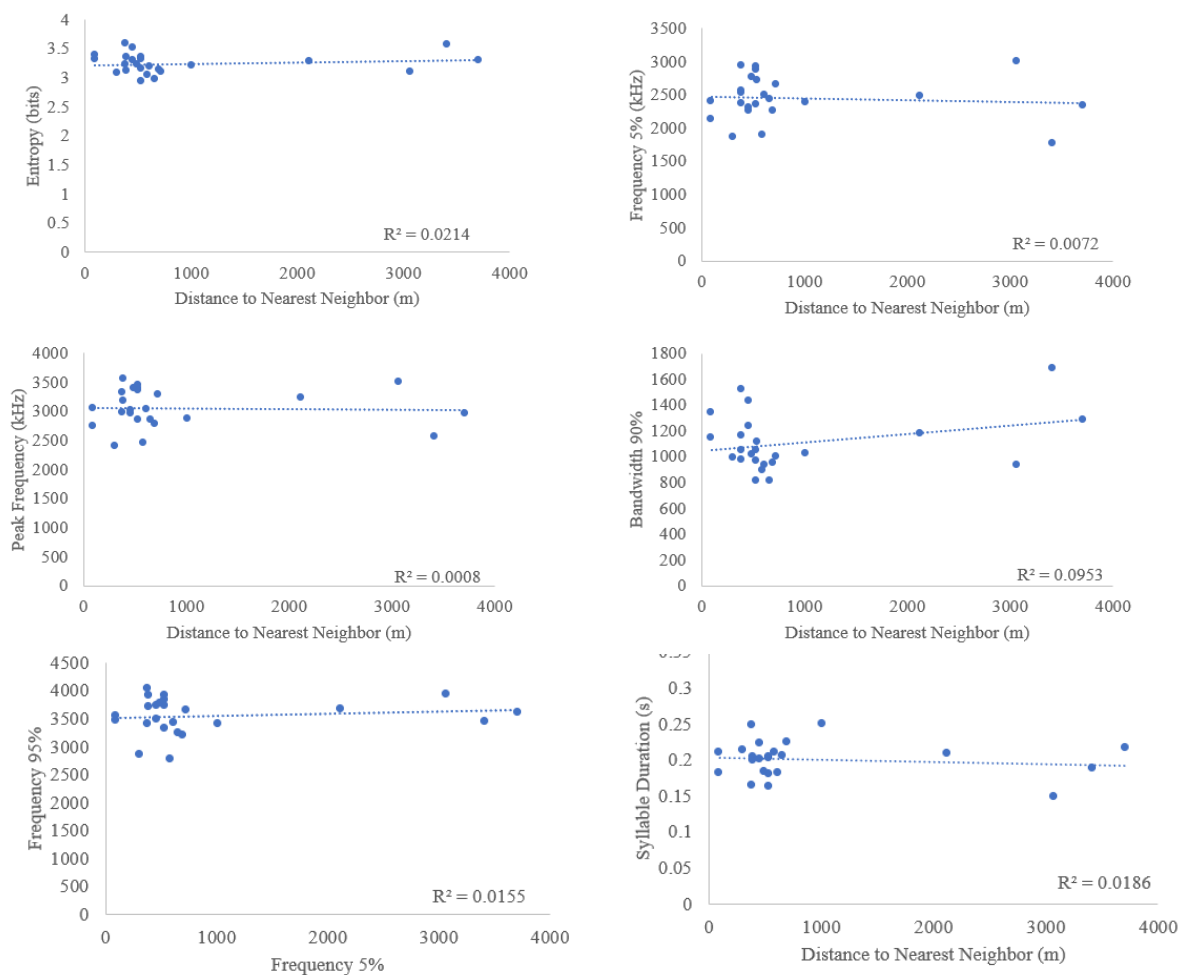 4
3.5
3
2.5
2
1.5
1
0.5
0
Entropy (bits)
R² = 0.0214
0 1000 2000 3000 4000
Distance to Nearest Neighbor (m)
3500
3000
2500
2000
1500
1000
500
0
Frequency 5% (kHz)
R² = 0.0072
0 1000 2000 3000 4000
Distance to Nearest Neighbor (m)
4000
3500
3000
2500
2000
1500
1000
500
0
Peak Frequency (kHz)
R² = 0.0008
0 1000 2000 3000 4000
Distance to Nearest Neighbor (m)
1800
1600
1400
1200
1000
800
600
400
200
0
Bandwidth 90%
R² = 0.0953
0 1000 2000 3000 4000
Distance to Nearest Neighbor (m)
4500
4000
3500
3000
2500
2000
1500
1000
500
0
Frequency 95%
R² = 0.0155
0 1000 2000 3000 4000
Frequency 5%
0.35
0.3
0.25
0.2
0.15
0.1
0.05
0
Syllable Duration (s)
R² = 0.0186
0 1000 2000 3000 4000
Distance to Nearest Neighbor (m)